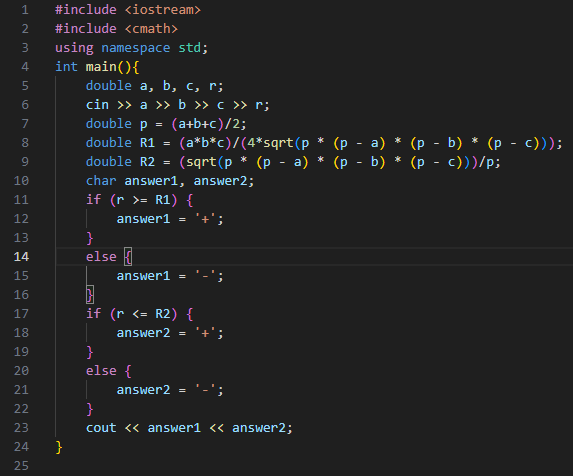 1 #include <iostream>
2 #include <cmath>
3 using namespace std;
4 int main(){
5 double a, b, c, r;
6 cin >> a >> b >> c >> r;
7 double p = (a+b+c)/2;
8 double R1 = (a*b*c)/(4*sqrt(p * (p - a) * (p - b) * (p - c)));
9 double R2 = (sqrt(p * (p - a) * (p - b) * (p - c)))/p;
10 char answer1, answer2;
11 if (r >= R1) {
12 answer1 = '+';
13 }
14 else {
15 answer1 = '-';
16 }
17 if (r <= R2) {
18 answer2 = '+';
19 }
20 else {
21 answer2 = '-';
22 }
23 cout << answer1 << answer2;
24 }
25